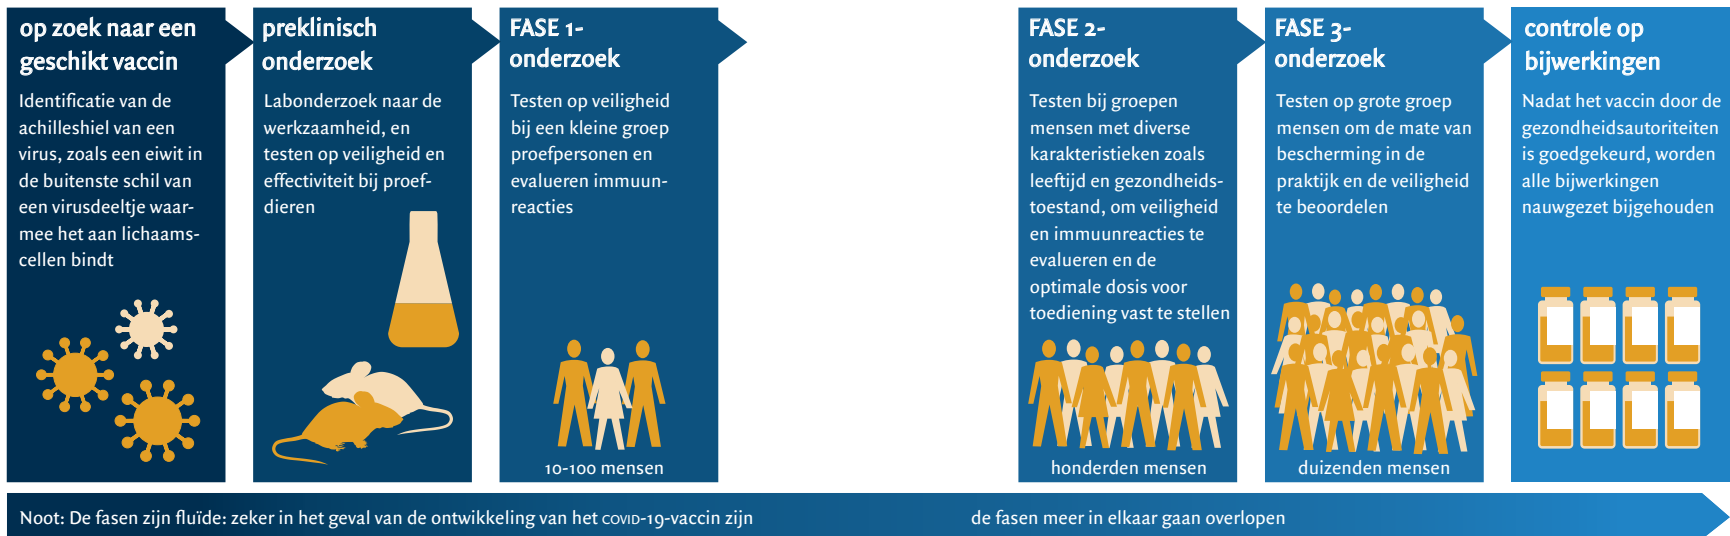 op zoek naar een
geschikt vaccin
Identificatie van de
achilleshiel van een
virus, zoals een eiwit in
de buitenste schil van
een virusdeeltje waar-
mee het aan lichaams-
cellen bindt
preklinisch
onderzoek
Labonderzoek naar de
werkzaamheid, en
testen op veiligheid en
effectiviteit bij proef-
dieren
FASE 1-
onderzoek
Testen op veiligheid
bij een kleine groep
proefpersonen en
evalueren immuun-
reacties
10-100 mensen
FASE 2-
onderzoek
Testen bij groepen
mensen met diverse
karakteristieken zoals
leeftijd en gezondheids-
toestand, om veiligheid
en immuunreacties te
evalueren en de
optimale dosis voor
toediening vast te stellen
honderden mensen
FASE 3-
onderzoek
Testen op grote groep
mensen om de mate van
bescherming in de
praktijk en de veiligheid
te beoordelen
duizenden mensen
controle op
bijwerkingen
Nadat het vaccin door de
gezondheidsautoriteiten
is goedgekeurd, worden
alle bijwerkingen
nauwgezet bijgehouden
Noot: De fasen zijn fluïde: zeker in het geval van de ontwikkeling van het COVID-19-vaccin zijn de fasen meer in elkaar gaan overlopen